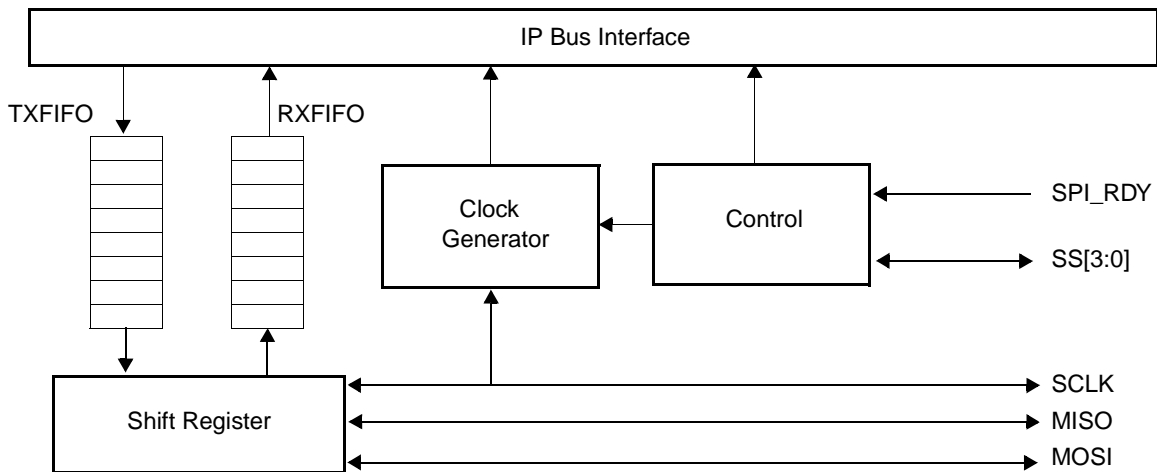 IP Bus Interface
TXFIFO
RXFIFO
Clock
Generator
Control
SPI_RDY
SS[3:0]
Shift Register
SCLK
MISO
MOSI